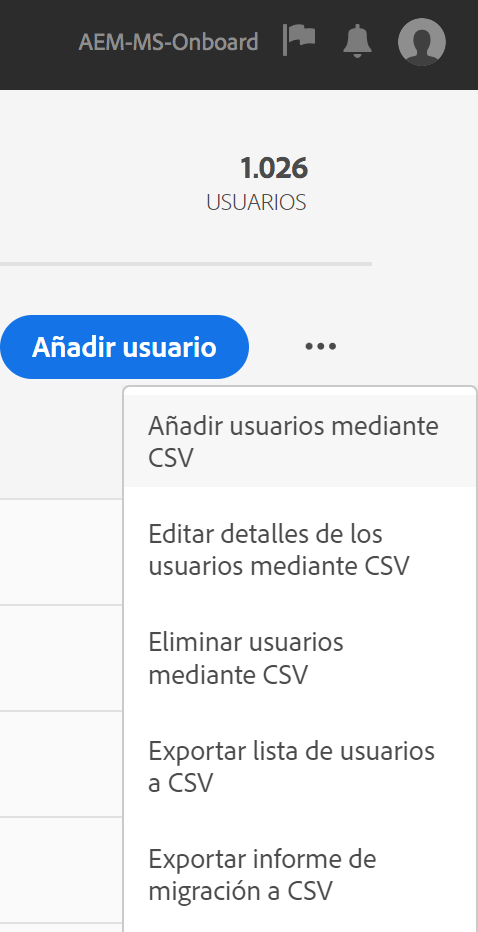 AEM-MS-Onboard
1.026
USUARIOS
Añadir usuario
Añadir usuarios mediante
CSV
Editar detalles de los
usuarios mediante CSV
Eliminar usuarios
mediante CSV
Exportar lista de usuarios
a CSV
Exportar informe de
migración a CSV